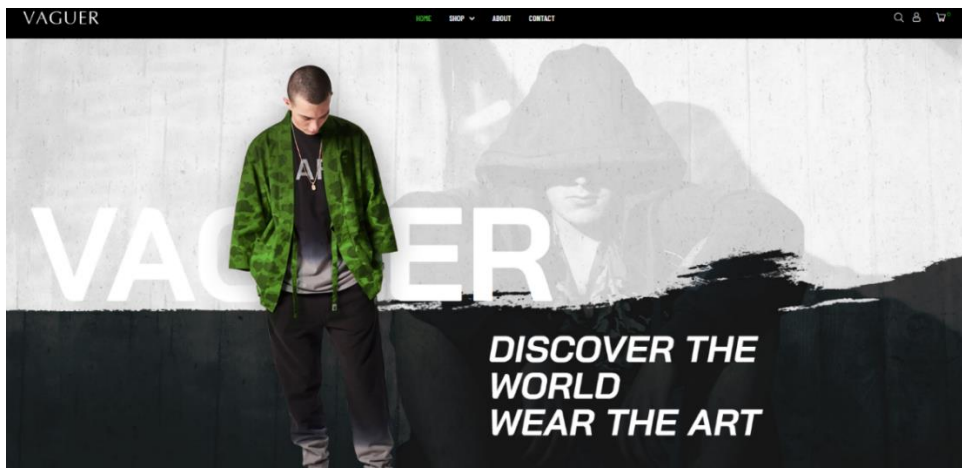 VAGUER
HOME SHOP ABOUT CONTACT
VAGUER
DISCOVER THE
WORLD
WEAR THE ART